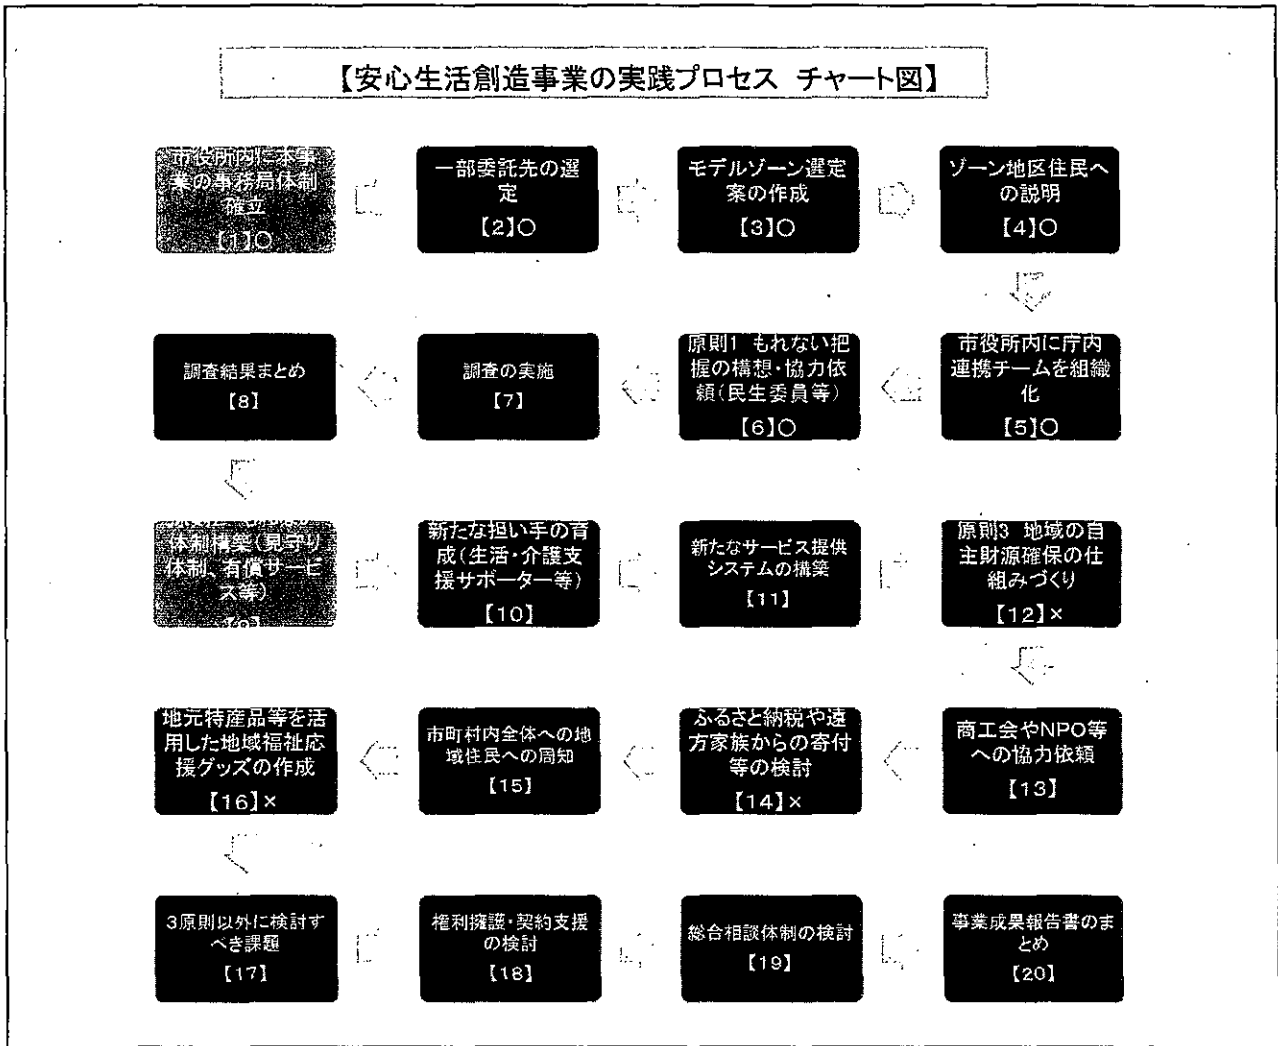 【安心生活創造事業の実践プロセス チャート図】
市役所内に本事
業の事務局体制
確立
【1】○
一部委託先の選
定
【2】○
モデルゾーン選定
案の作成
【3】○
ゾーン地区住民へ
の説明
【4】○
市役所内に庁内
連携チームを組織
化
【5】○
原則1 もれない把
握の構想・協力依
頼(民生委員等)
【6】○
調査の実施
【7】
調査結果まとめ
【8】
体制構築(見守り
体制、有償サービ
ス等)
【9】
新たな担い手の育
成(生活・介護支
援サポーター等)
【10】
新たなサービス提供
システムの構築
【11】
原則3 地域の自
主財源確保の仕
組みづくり
【12】×
商工会やNPO等
への協力依頼
【13】
ふるさと納税や遠
方家族からの寄付
等の検討
【14】×
市町村内全体への地
域住民への周知
【15】
地元特産品等を活
用した地域福祉応
援グッズの作成
【16】×
3原則以外に検討す
べき課題
【17】
権利擁護・契約支援
の検討
【18】
総合相談体制の検討
【19】
事業成果報告書のま
とめ
【20】